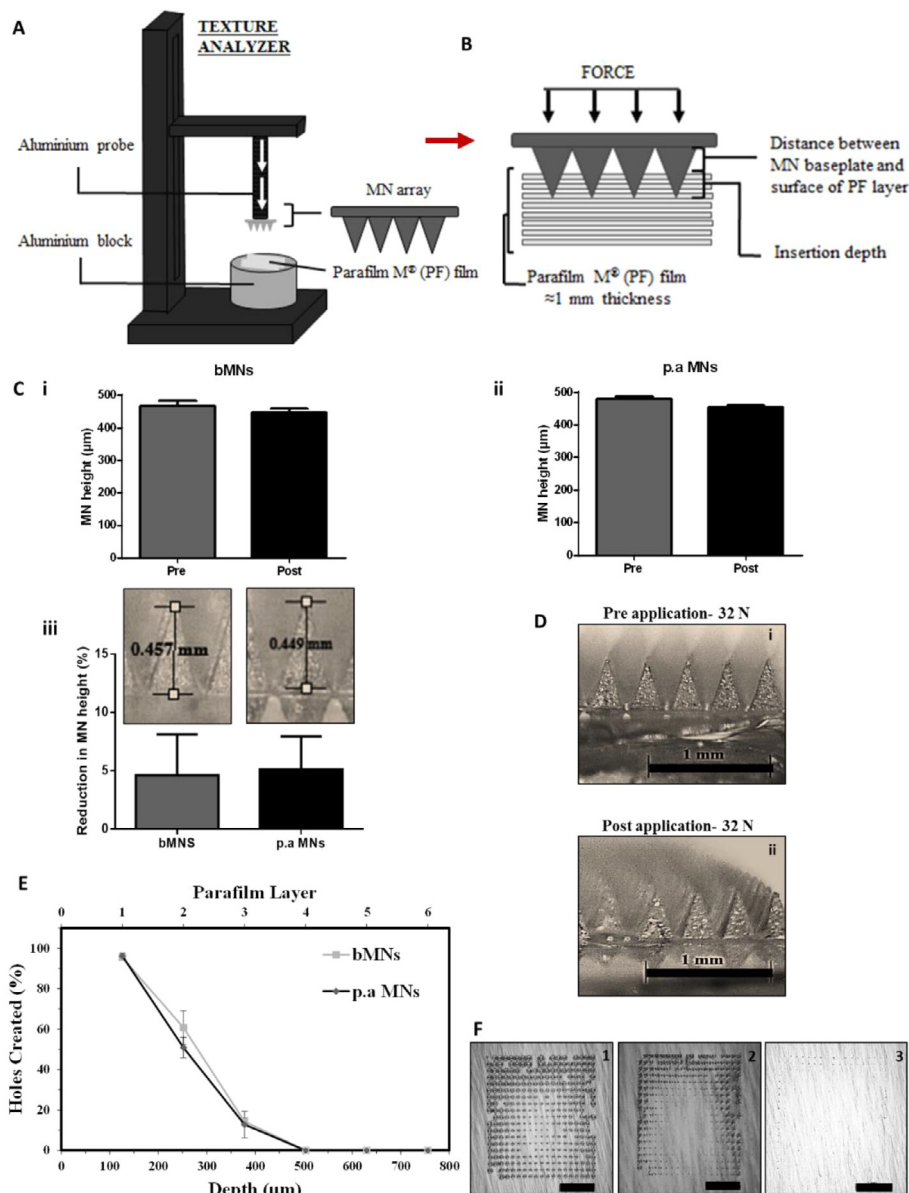 A
TEXTURE
ANALYZER
Aluminium probe
Aluminium block
MN array
Parafilm M® (PF) film
B
FORCE
Distance between
MN baseplate and
surface of PF layer
Insertion depth
Parafilm M® (PF) film
≈1 mm thickness
C
i
bMNs
MN height (µm)
500
400
300
200
100
0
Pre
Post
ii
p.a MNs
MN height (µm)
500
400
300
200
100
0
Pre
Post
iii
Reduction in MN height (%)
15
10
5
0
0.457 mm
0.449 mm
bMNS
p.a MNs
D
Pre application- 32 N
i
1 mm
Post application- 32 N
ii
1 mm
E
Parafilm Layer
0 1 2 3 4 5 6
Holes Created (%)
100
80
60
40
20
0
bMNs
p.a MNs
0 100 200 300 400 500 600 700 800
Depth (µm)
F
1
2
3